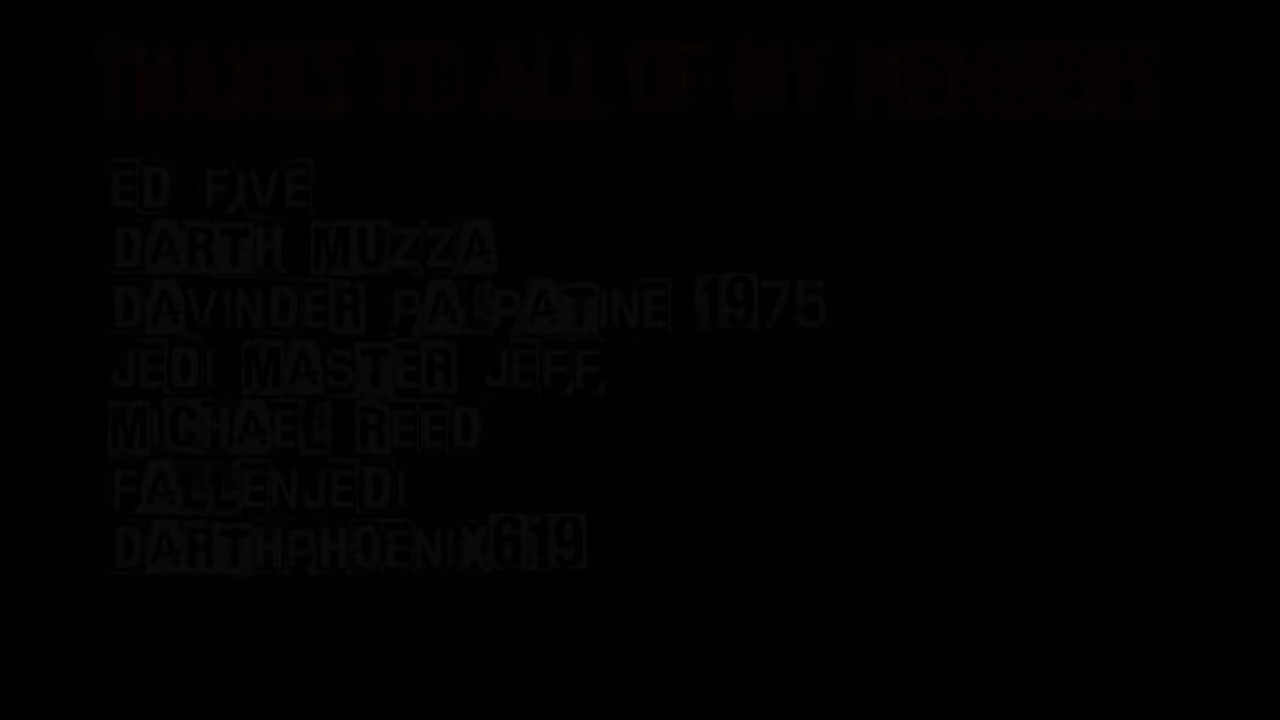 THANKS TO ALL OF MY MEMBERS
ED FIVE
DARTH MUZZA
DAVINDER PALPATINE 1975
JEDI MASTER JEFF,
MICHAEL REED
FALLENJEDI
DARTHPHOENIX619